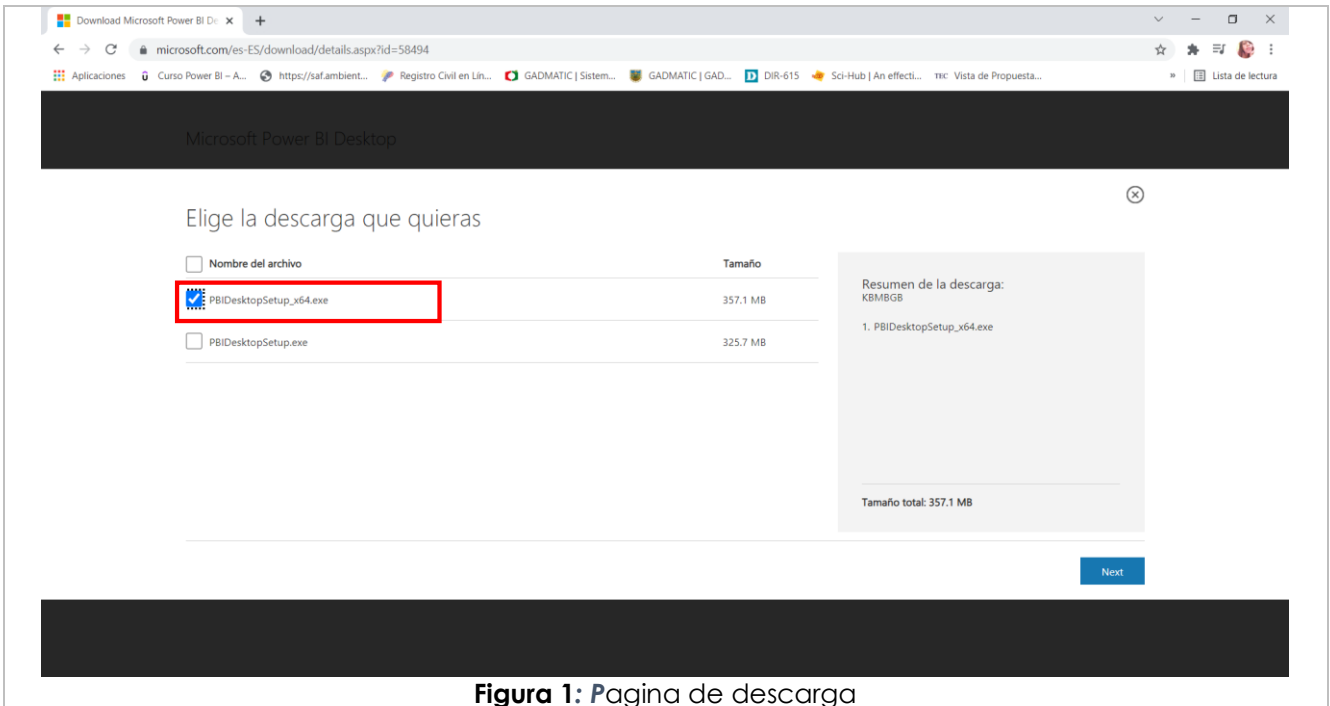 Download Microsoft Power BI De
microsoft.com/es-ES/download/details.aspx?id=58494
Aplicaciones Curso Power BI – A... https://saf.ambient... Registro Civil en Lín... GADMATIC | Sistem... GADMATIC | GAD... D DIR-615 Sci-Hub | An effecti... TEC Vista de Propuesta... » Lista de lectura
Microsoft Power BI Desktop
Elige la descarga que quieras
Nombre del archivo Tamaño
PBIDesktopSetup_x64.exe 357.1 MB
PBIDesktopSetup.exe 325.7 MB
Resumen de la descarga:
KBMBGB
1. PBIDesktopSetup_x64.exe
Tamaño total: 357.1 MB
Next
Figura 1: Pagina de descarga